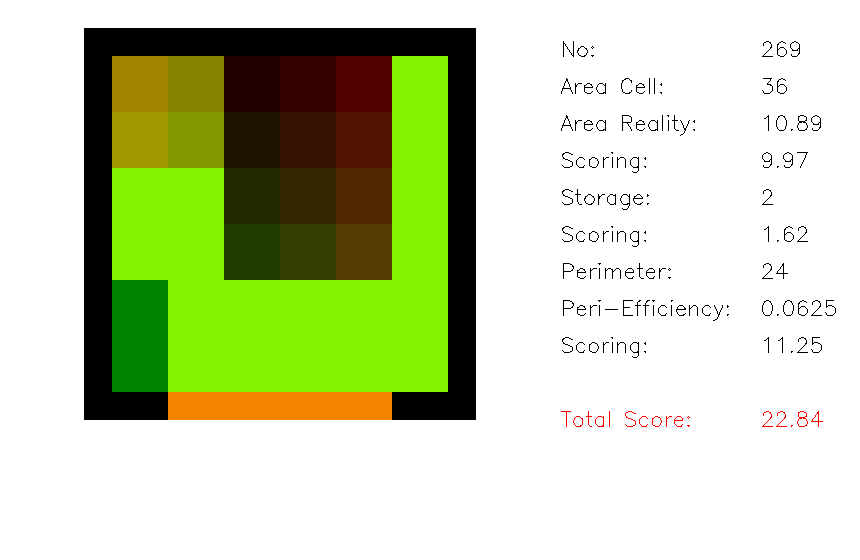 No: 269
Area Cell: 36
Area Reality: 10.89
Scoring: 9.97
Storage: 2
Scoring: 1.62
Perimeter: 24
Peri-Efficiency: 0.0625
Scoring: 11.25
Total Score: 22.84